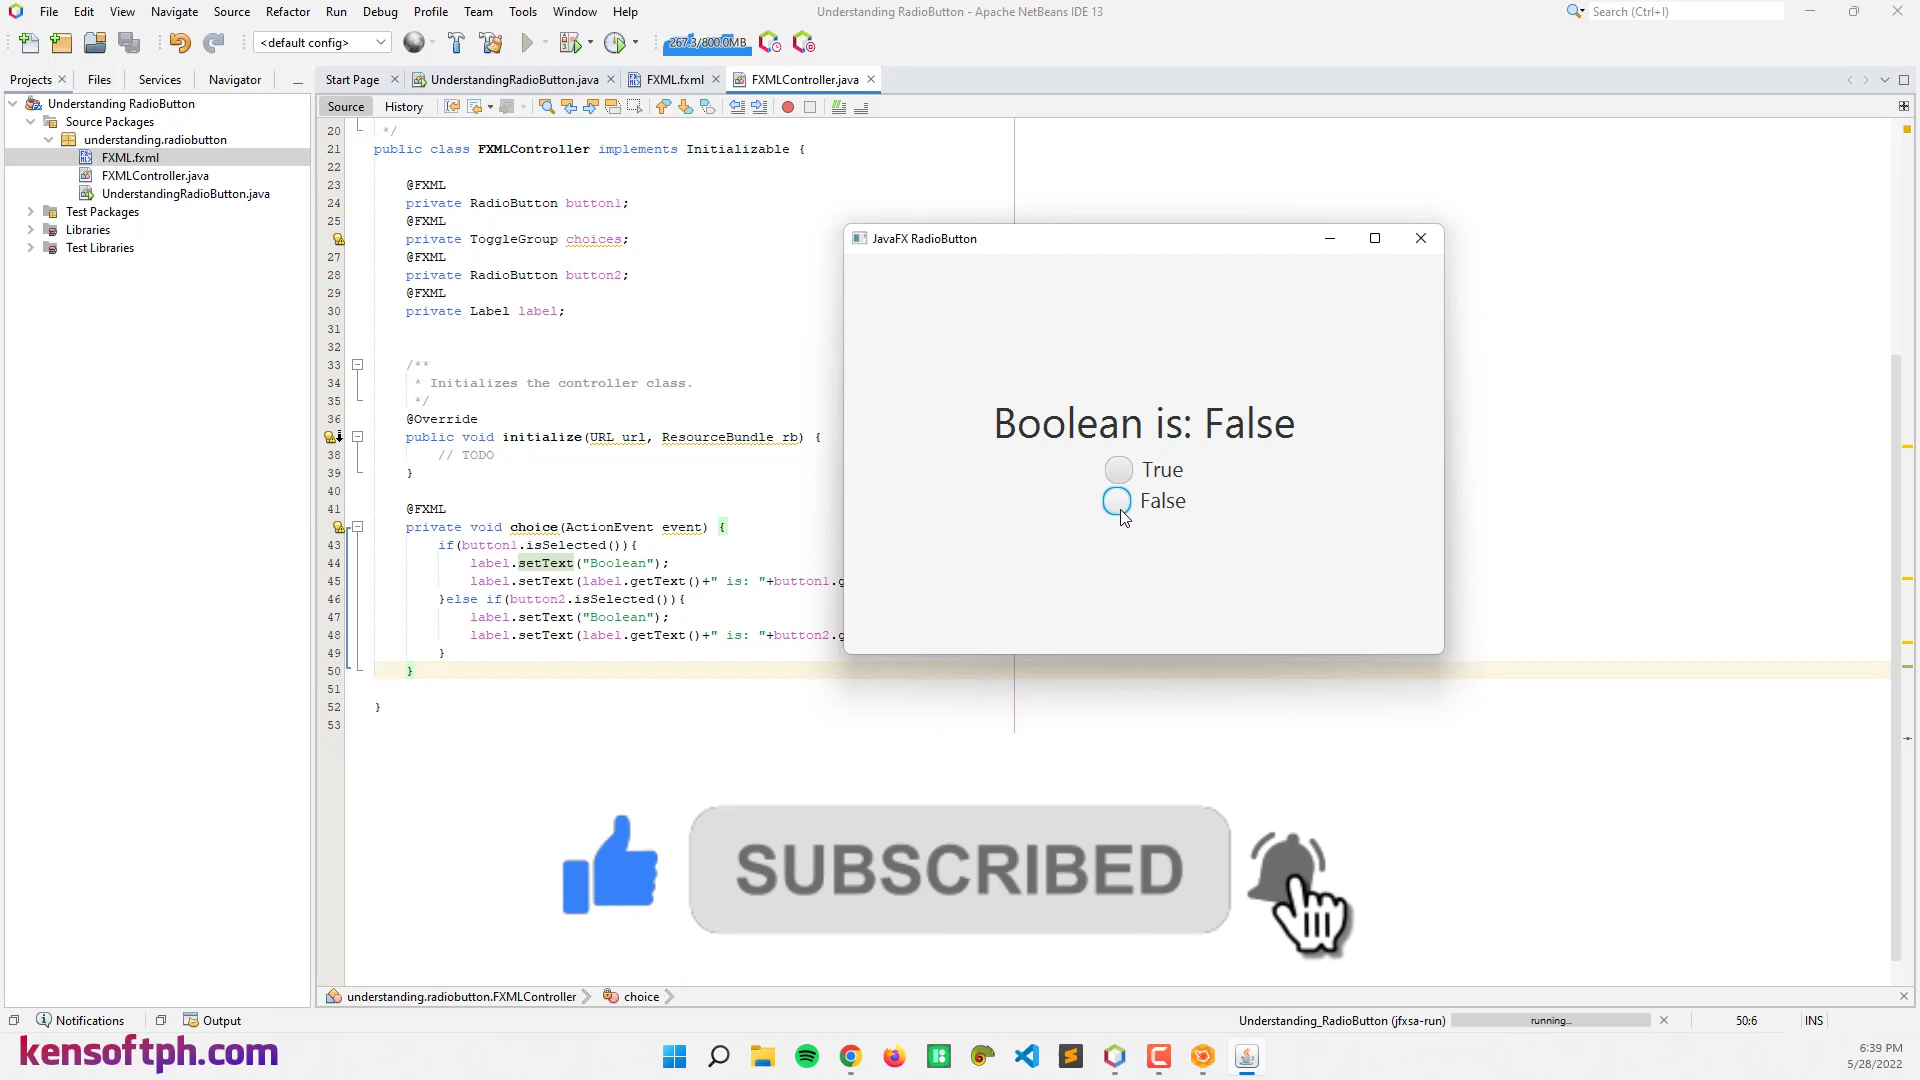 File Edit View Navigate Source Refactor Run Debug Profile Team Tools Window Help
Understanding RadioButton - Apache NetBeans IDE 13
Search (Ctrl+I)
<default config>
267.3/800.0MB
Projects Files Services Navigator
Start Page UnderstandingRadioButton.java FXML.fxml FXMLController.java
Source History
Understanding RadioButton
Source Packages
understanding.radiobutton
FXML.fxml
FXMLController.java
UnderstandingRadioButton.java
Test Packages
Libraries
Test Libraries
20 */
21 public class FXMLController implements Initializable {
22
23 @FXML
24 private RadioButton button1;
25 @FXML
private ToggleGroup choices;
27 @FXML
28 private RadioButton button2;
29 @FXML
30 private Label label;
31
32
33 /**
34 * Initializes the controller class.
35 */
36 @Override
public void initialize(URL url, ResourceBundle rb) {
38 // TODO
39 }
40
41 @FXML
private void choice(ActionEvent event) {
43 if(button1.isSelected()){
44 label.setText("Boolean");
45 label.setText(label.getText()+" is: "+button1.g
46 }else if(button2.isSelected()){
47 label.setText("Boolean");
48 label.setText(label.getText()+" is: "+button2.g
49 }
50 }
51
52 }
53
JavaFX RadioButton
Boolean is: False
True
False
SUBSCRIBED
understanding.radiobutton.FXMLController choice
Notifications Output
Understanding_RadioButton (jfxsa-run) running... 50:6 INS
kensoftph.com
6:39 PM
5/28/2022